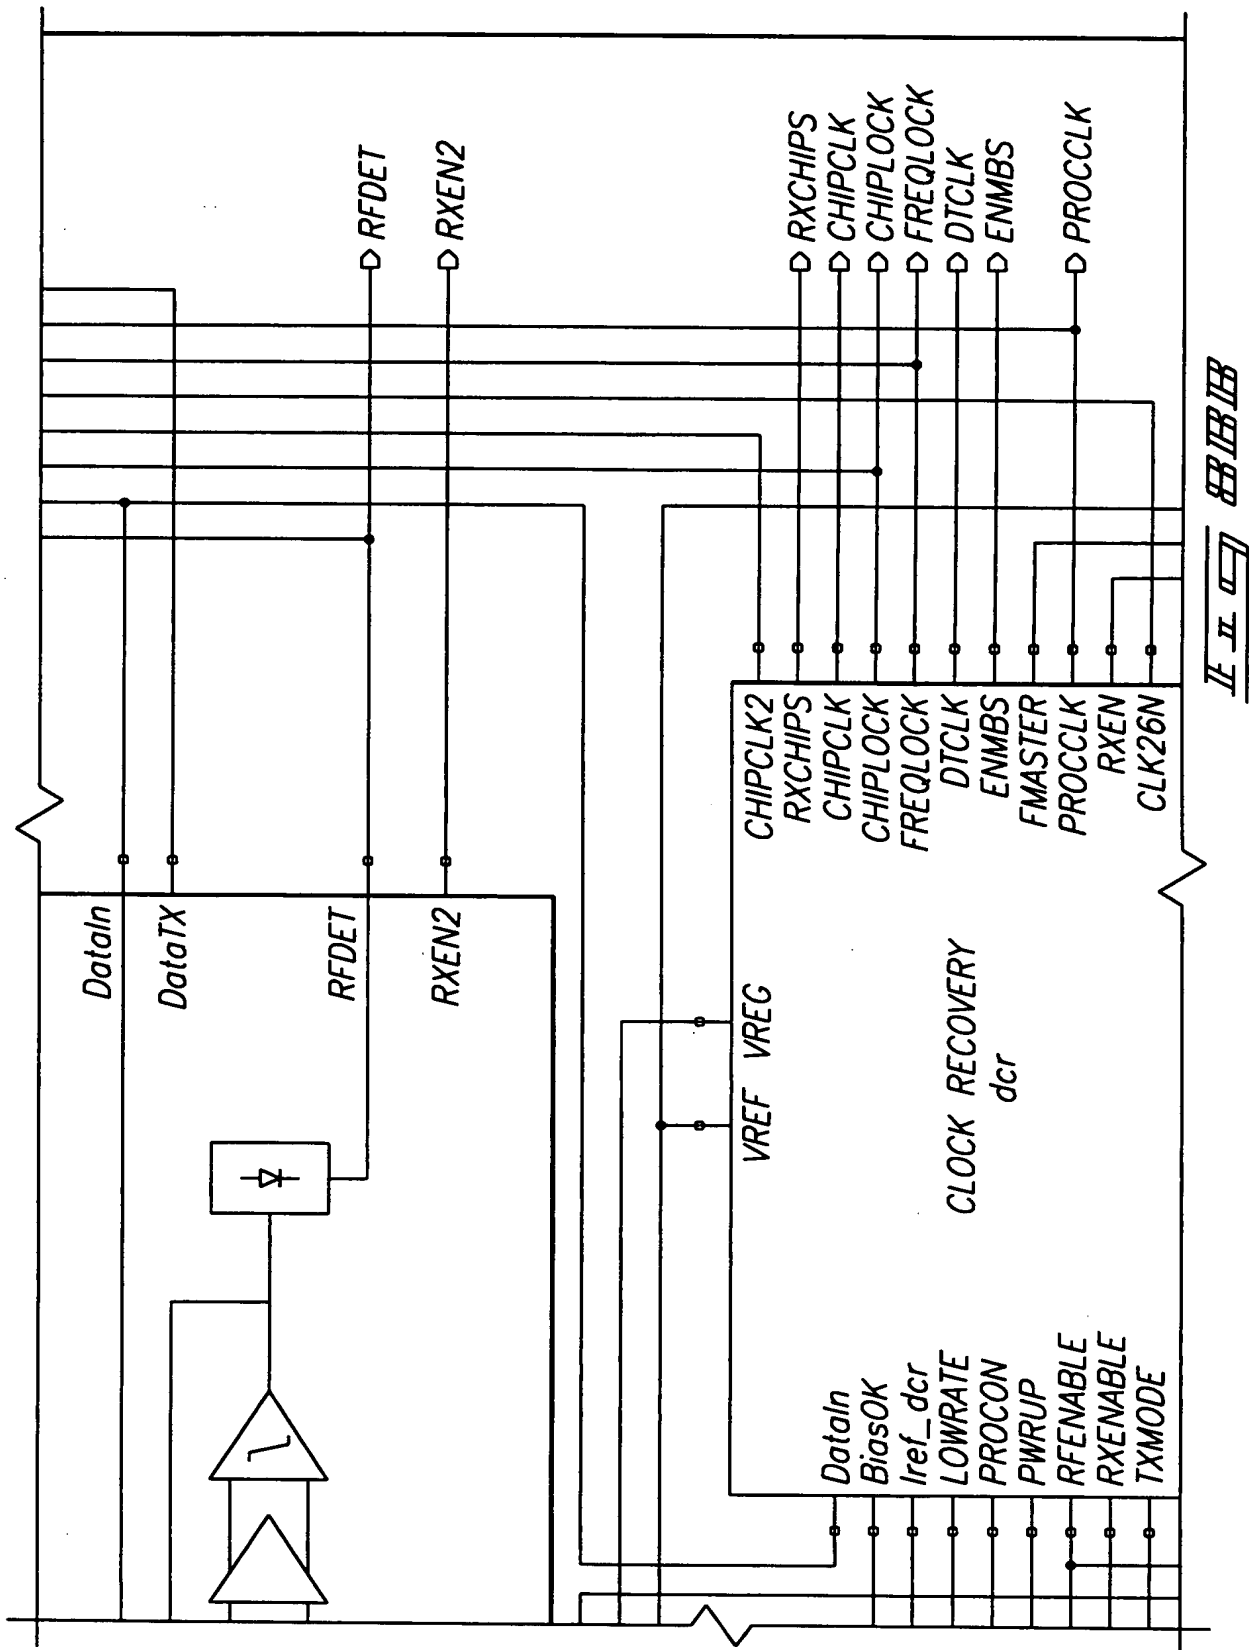 DataIn
DataTX
RFDET
RXEN2
RFDET
RXEN2
VREF VREG
CLOCK RECOVERY
dcr
DataIn
BiasOK
Iref_dcr
LOWRATE
PROCON
PWRUP
RFENABLE
RXENABLE
TXMODE
CHIPCLK2
RXCHIPS
CHIPCLK
CHIPLOCK
FREQLOCK
DTCLK
ENMBS
FMASTER
PROCCLK
RXEN
CLK26N
RXCHIPS
CHIPCLK
CHIPLOCK
FREQLOCK
DTCLK
ENMBS
PROCCLK
Fig 8BB